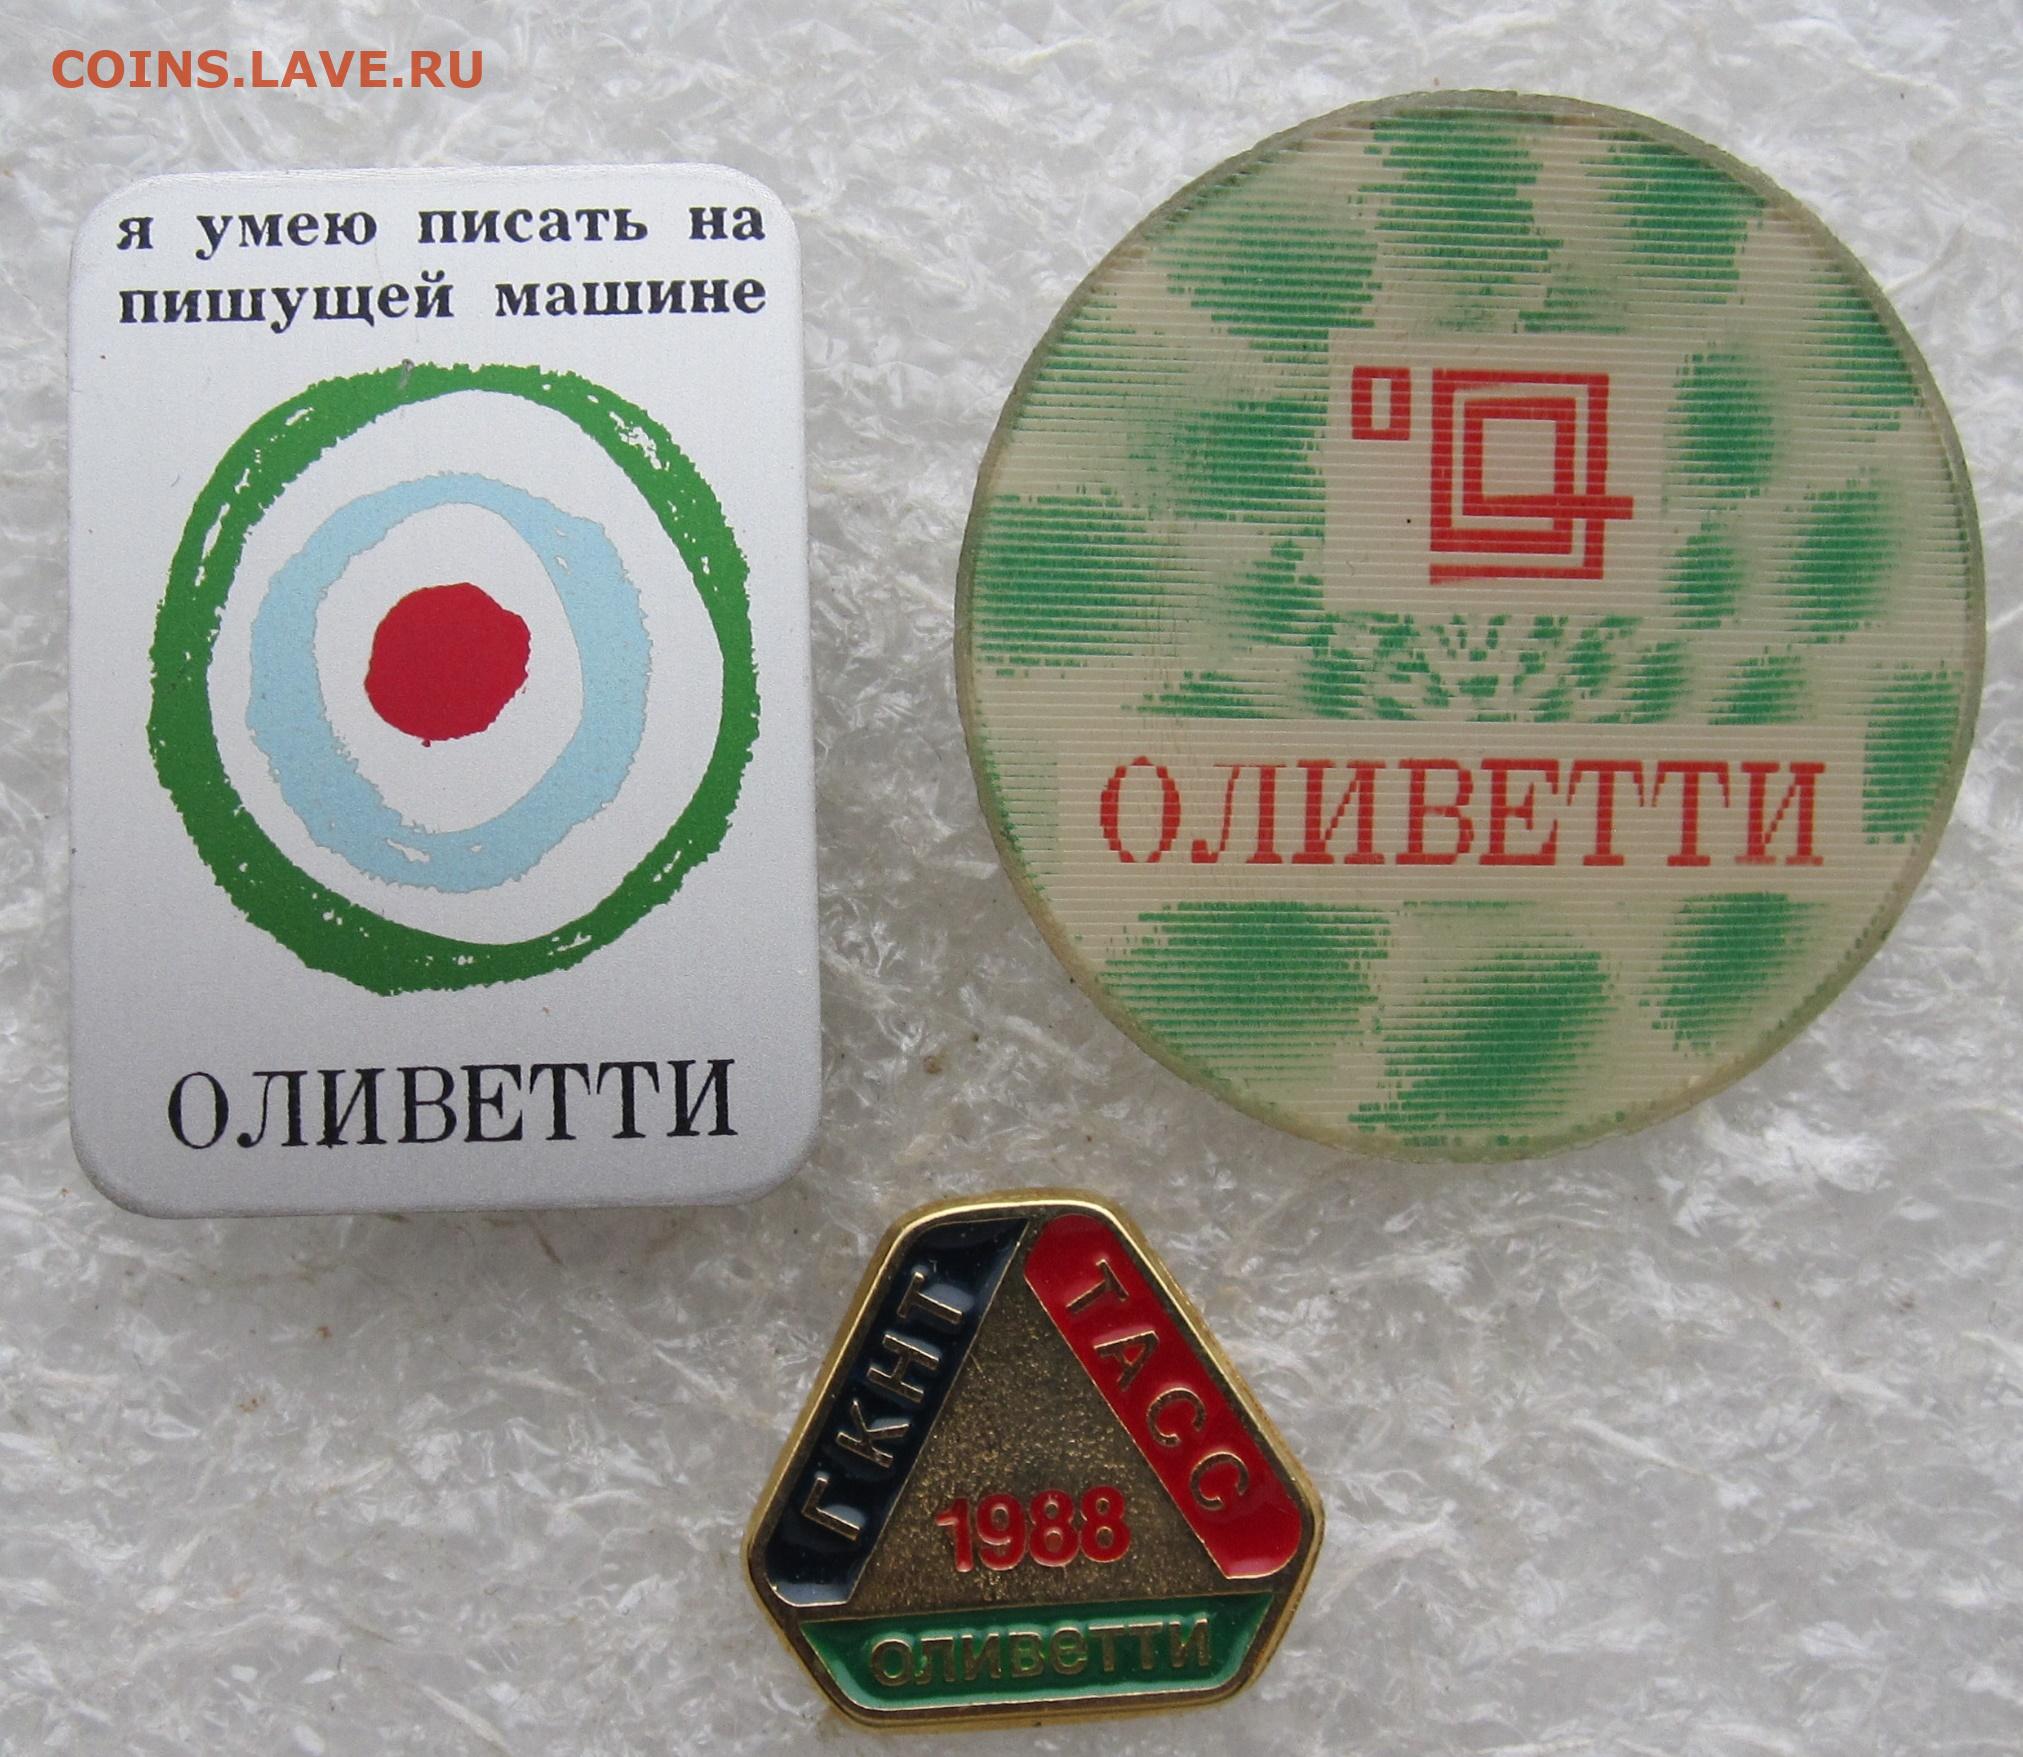 COINS.LAVE.RU
я умею писать на
пишущей машине
ОЛИВЕТТИ
ОЛИВЕТТИ
ГКНТ
ТАСС
1988
оливетти